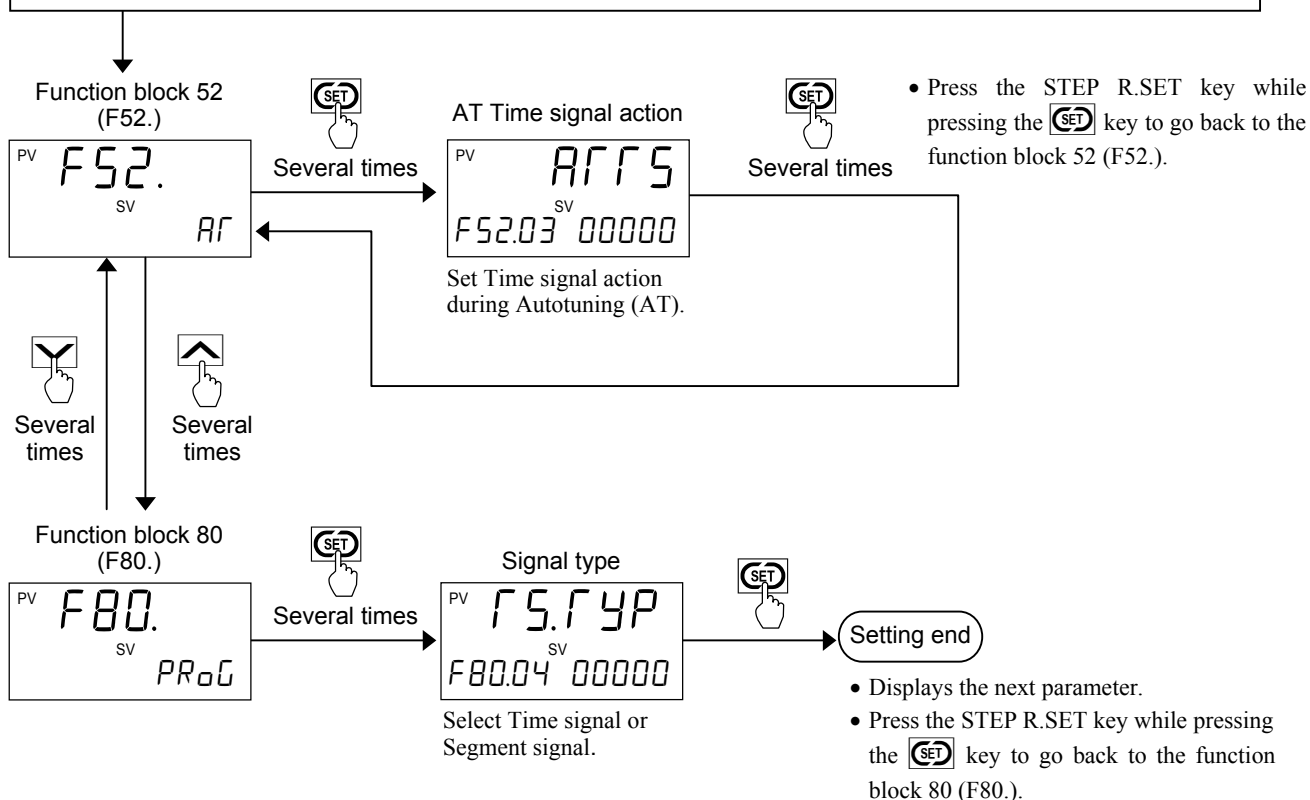 Function block 52
(F52.)
PV F52.
SV
AT
SET
Several times
AT Time signal action
PV ATTS
SV
F52.03 00000
Set Time signal action
during Autotuning (AT).
SET
Several times
• Press the STEP R.SET key while
pressing the SET key to go back to the
function block 52 (F52.).
Several
times
Several
times
Function block 80
(F80.)
PV F80.
SV
PRoG
SET
Several times
Signal type
PV TS.TYP
SV
F80.04 00000
Select Time signal or
Segment signal.
SET
Setting end
• Displays the next parameter.
• Press the STEP R.SET key while pressing
the SET key to go back to the function
block 80 (F80.).